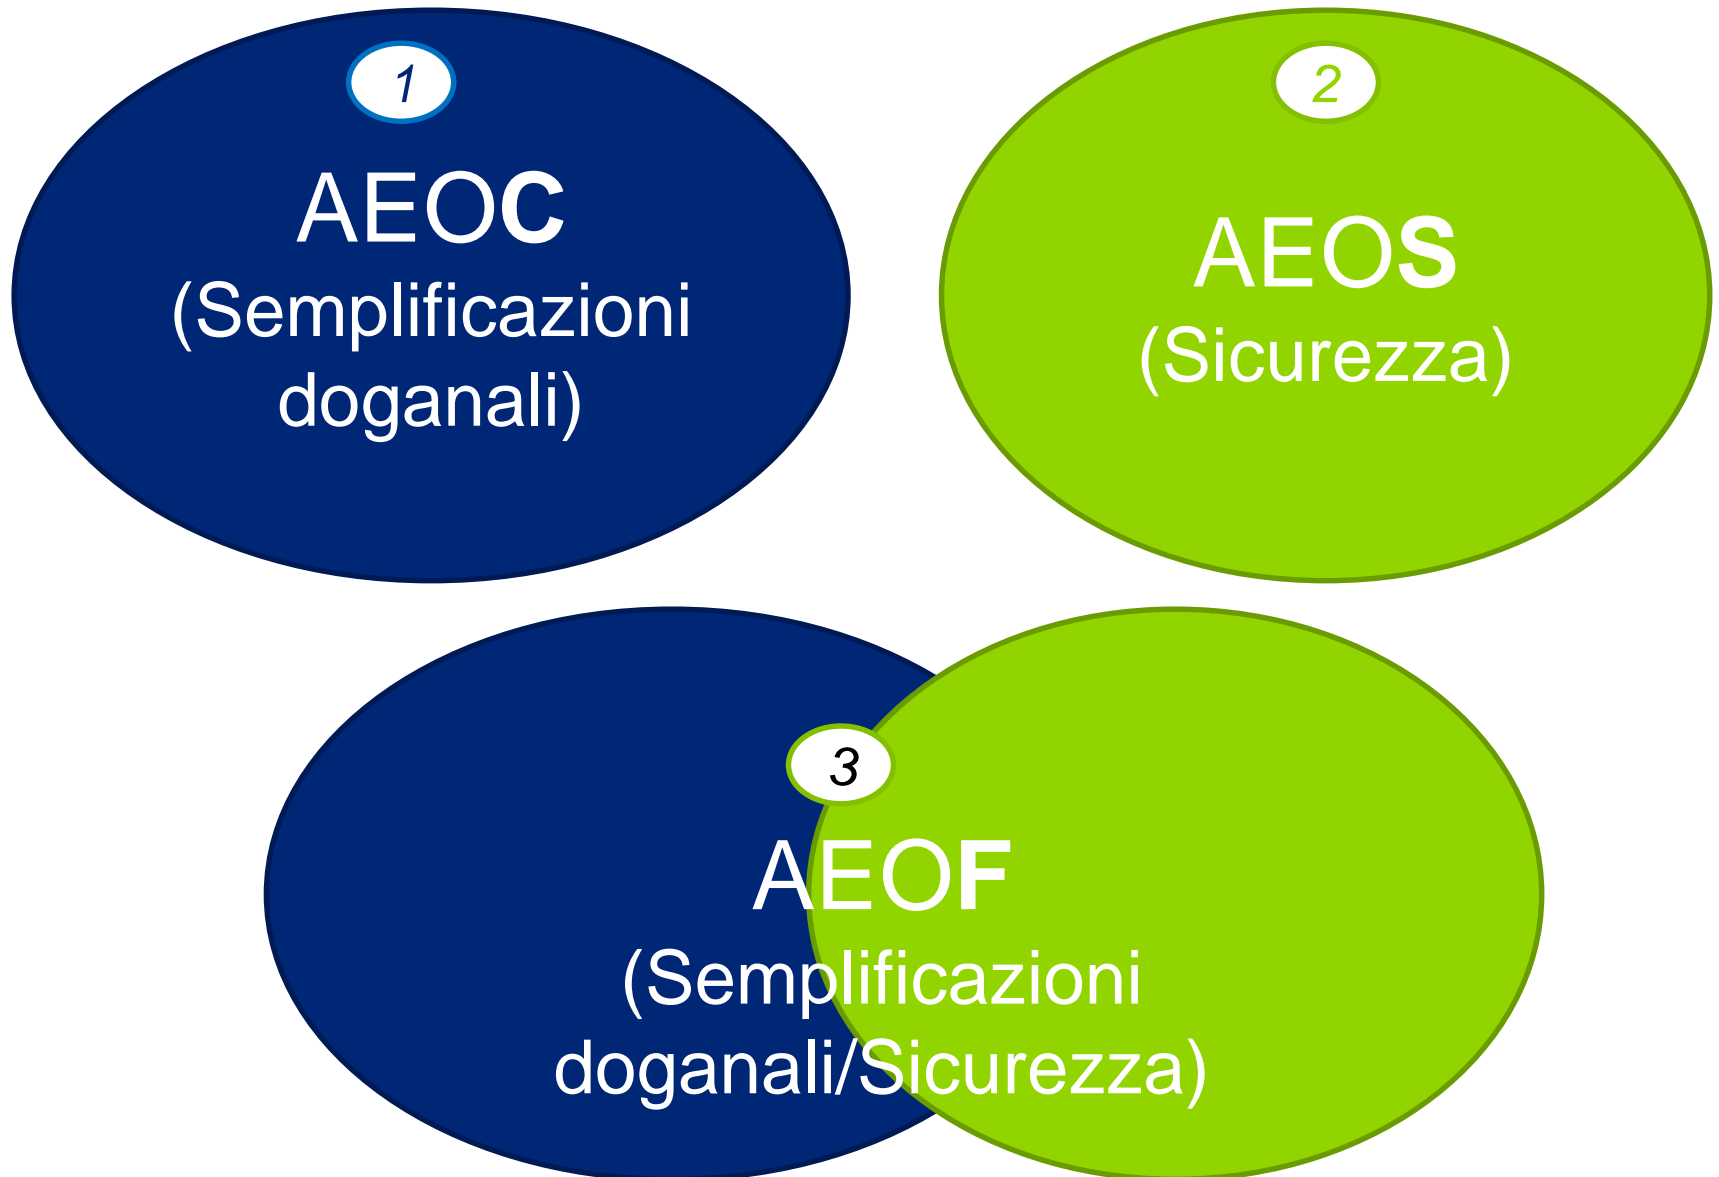 1
AEOC
(Semplificazioni
doganali)
2
AEOS
(Sicurezza)
3
AEOF
(Semplificazioni
doganali/Sicurezza)